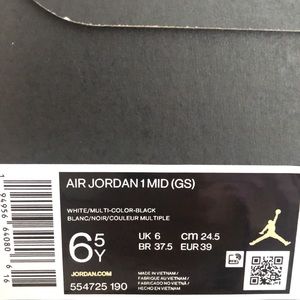 AIR JORDAN 1 MID (GS)
WHITE/MULTI-COLOR-BLACK
BLANC/NOIR/COULEUR MULTIPLE
6.5Y
UK 6 cm 24.5
BR 37.5 EUR 39
JORDAN.COM
554725 190
MADE IN VIETNAM/
FABRIQUE AU VIETNAM/
FABRICADO NO VIETNÃ/
HECHO EN VIETNAM